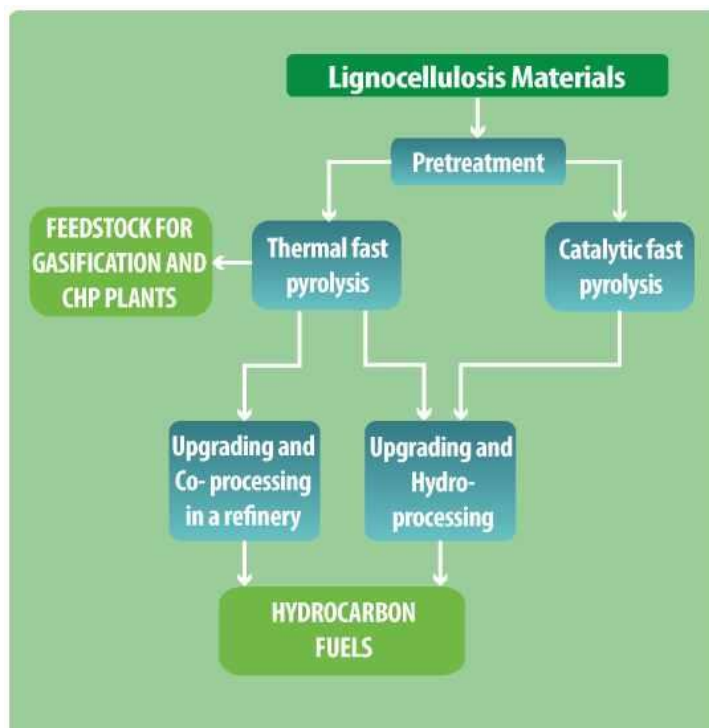 Lignocellulosis Materials
Pretreatment
FEEDSTOCK FOR
GASIFICATION AND
CHP PLANTS
Thermal fast
pyrolysis
Catalytic fast
pyrolysis
Upgrading and
Co- processing
in a refinery
Upgrading and
Hydro-
processing
HYDROCARBON
FUELS